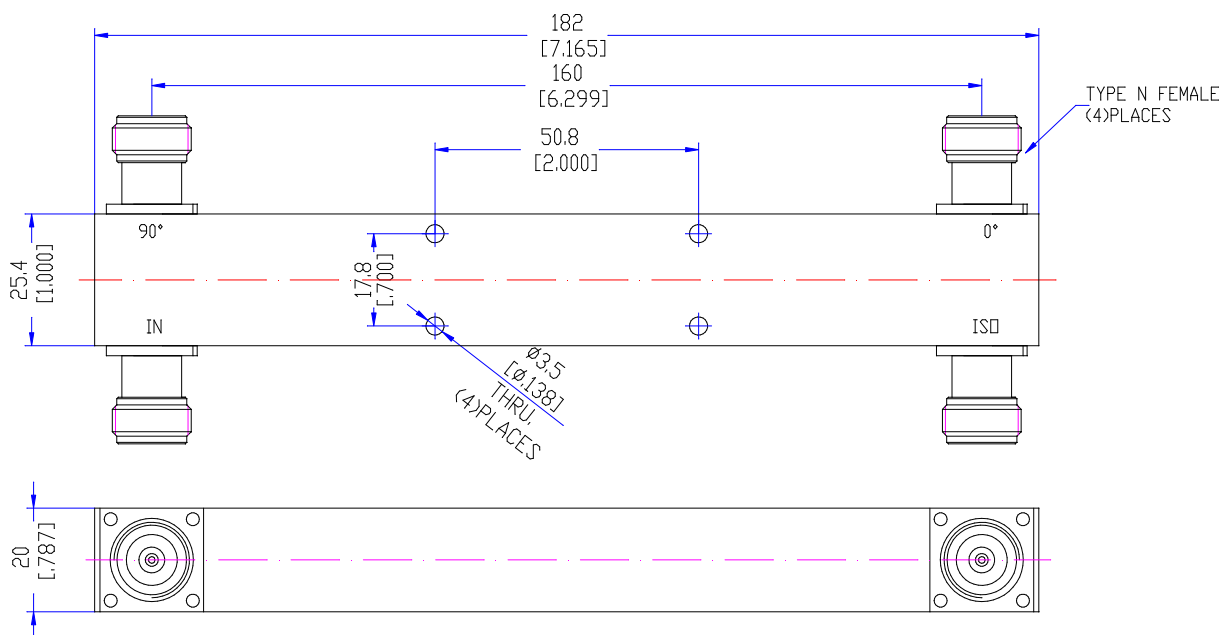 182
[7.165]
160
[6.299]
TYPE N FEMALE
(4)PLACES
50.8
[2.000]
90°
0°
25.4
[1.000]
17.8
[.700]
IN
ISO
Ø3.5
[Ø.138]
THRU.
(4)PLACES
20
[.787]